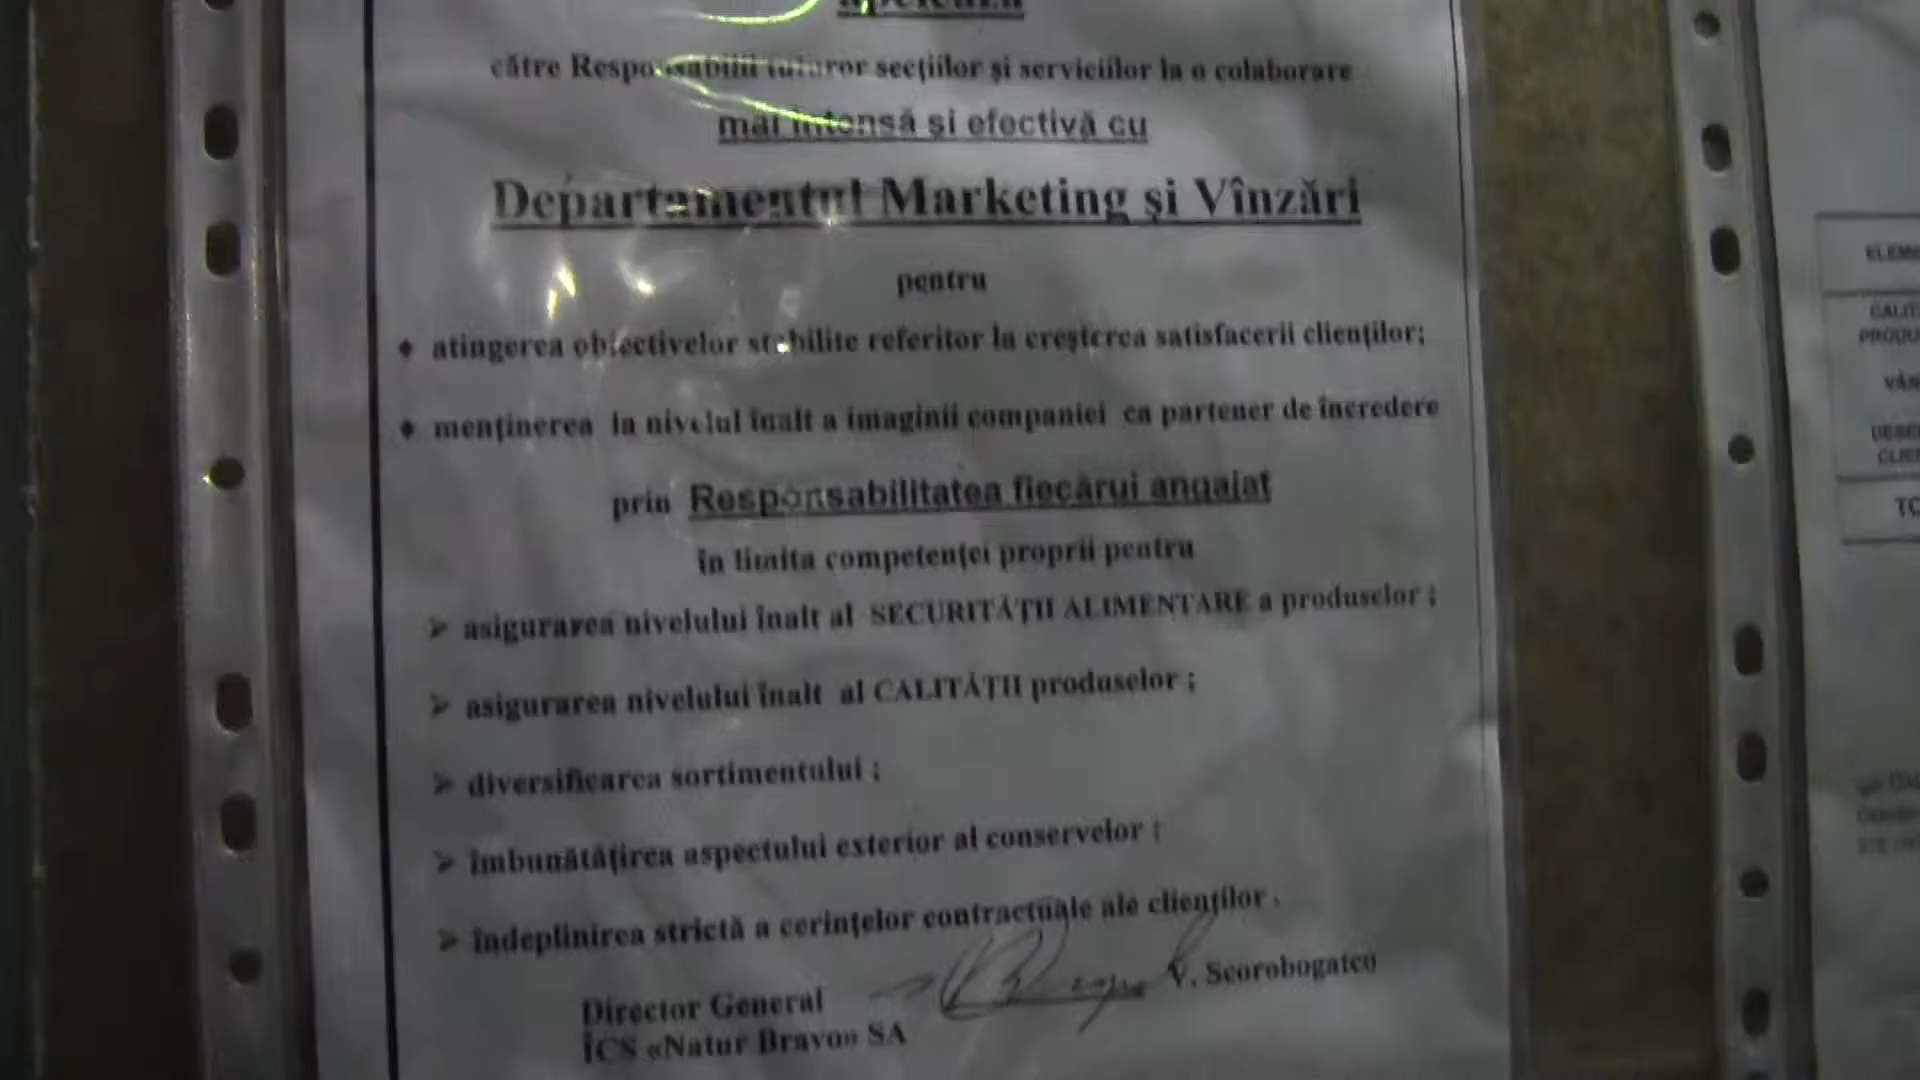 apelează
către Responsabilii tuturor secțiilor și serviciilor la o colaborare
mai intensă și efectivă cu
Departamentul Marketing și Vînzări
pentru
♦ atingerea obiectivelor stabilite referitor la creșterea satisfacerii clienților;
♦ menținerea la nivelul înalt a imaginii companiei ca partener de încredere
prin Responsabilitatea fiecărui angajat
în limita competenței proprii pentru
➢ asigurarea nivelului înalt al SECURITĂȚII ALIMENTARE a produselor ;
➢ asigurarea nivelului înalt al CALITĂȚII produselor ;
➢ diversificarea sortimentului ;
➢ îmbunătățirea aspectului exterior al conservelor ;
➢ îndeplinirea strictă a cerințelor contractuale ale clienților .
Director General V. Scorobogatco
ÎCS «Natur Bravo» SA